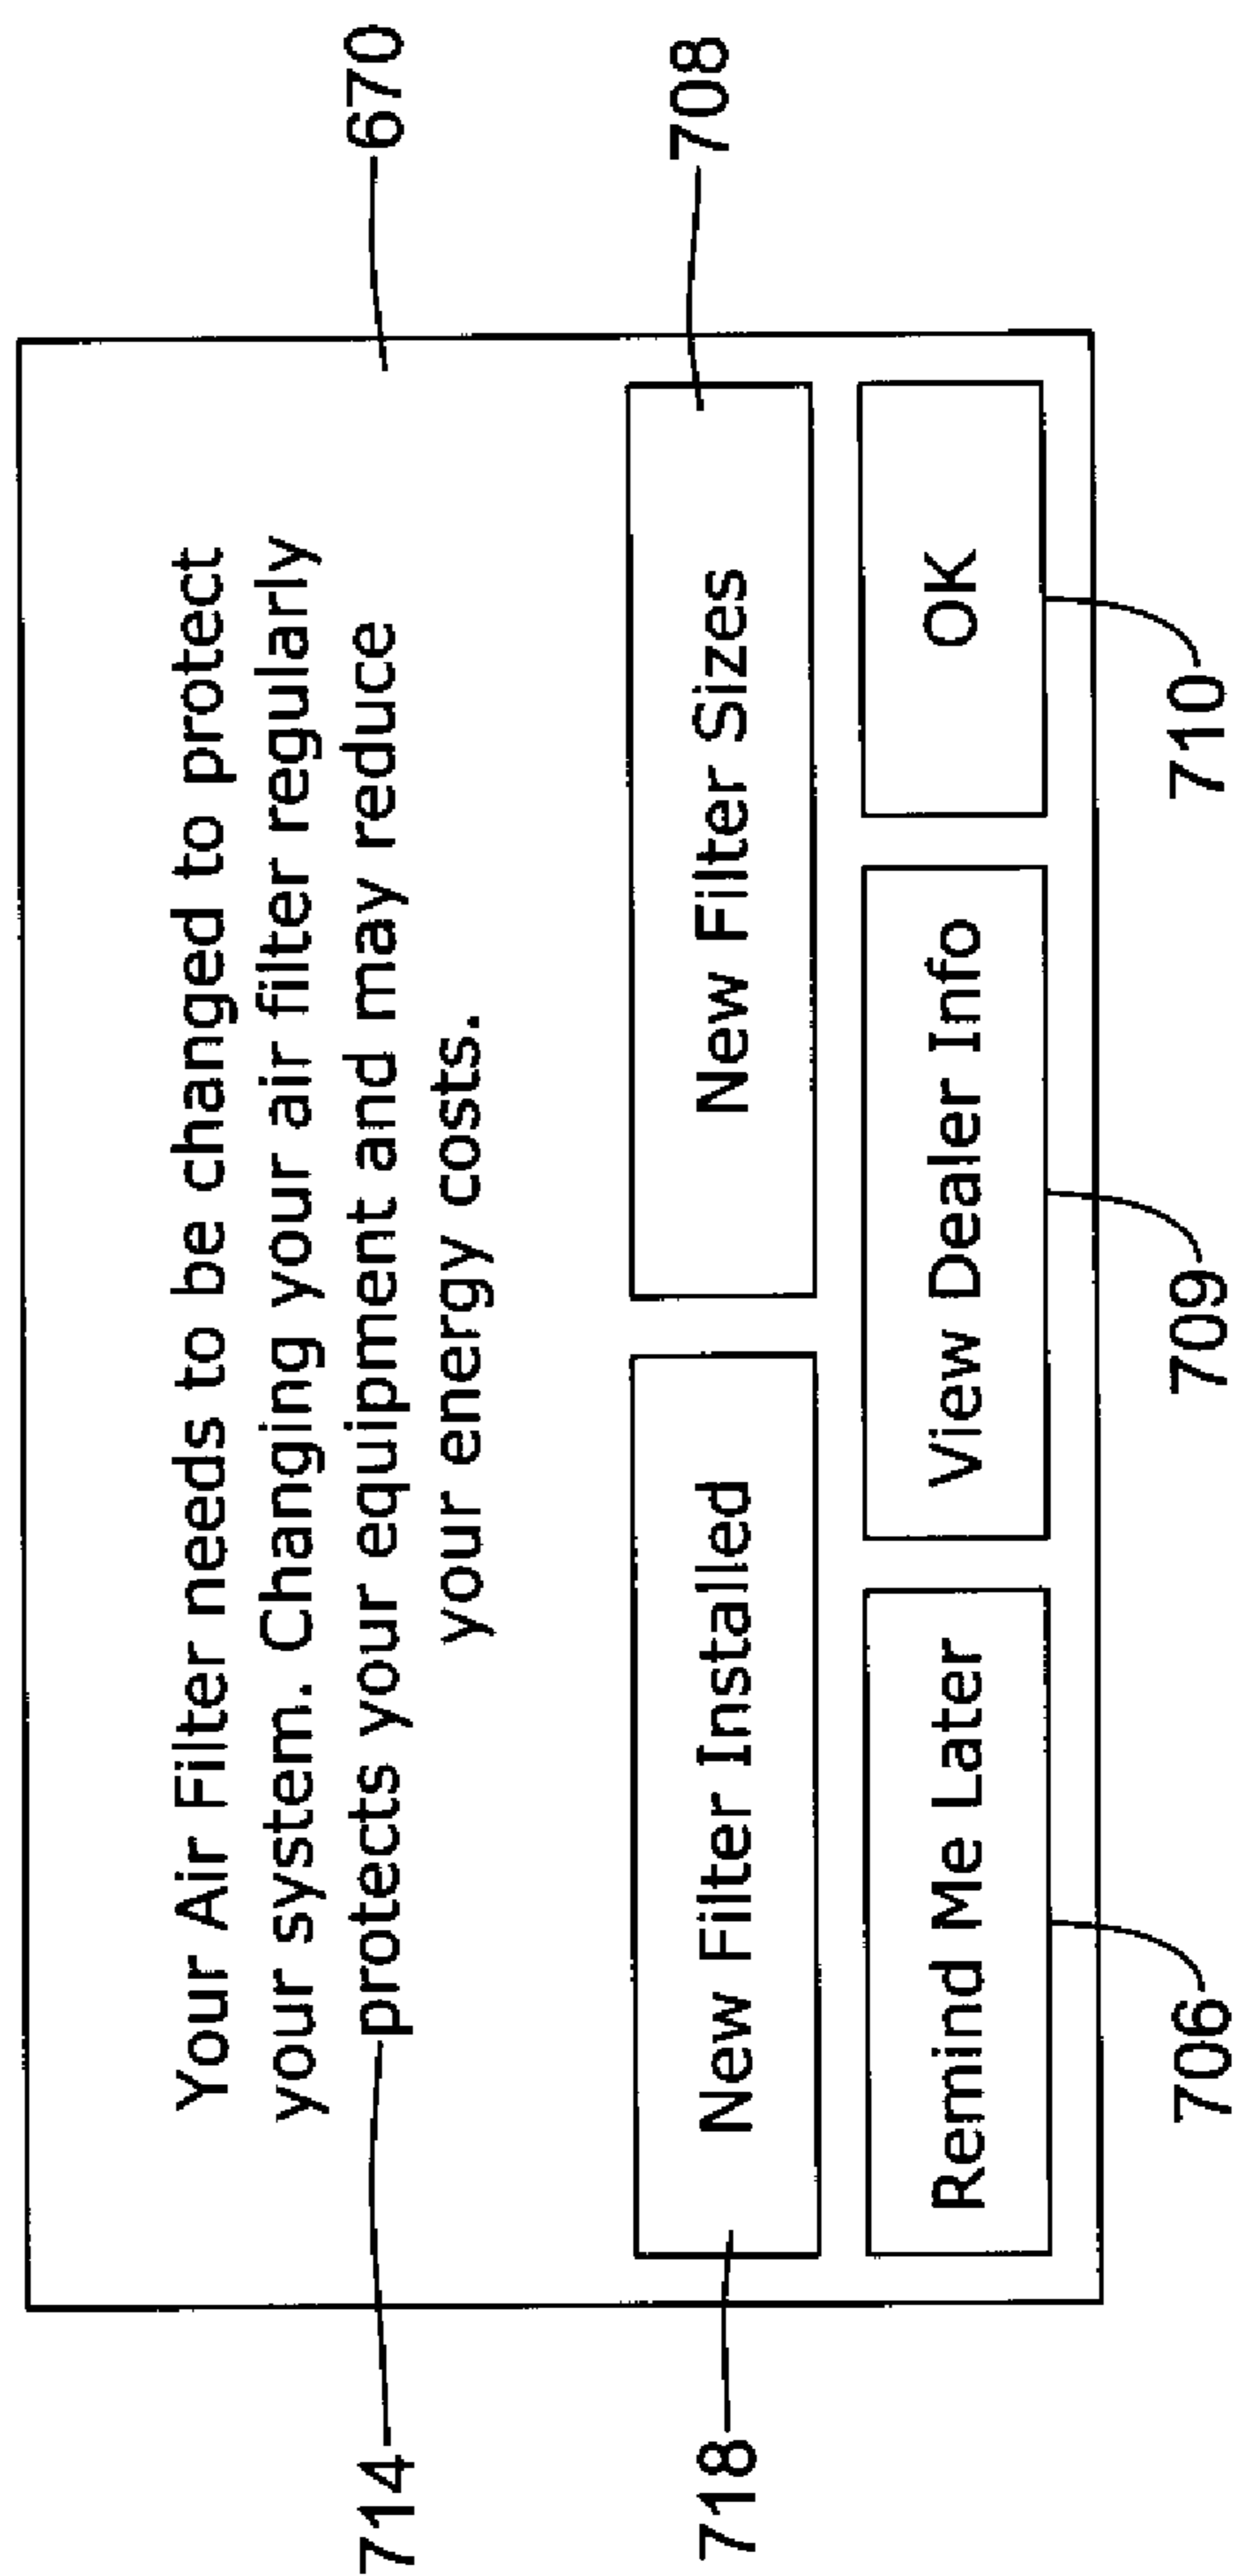 670
Your Air Filter needs to be changed to protect
your system. Changing your air filter regularly
714
protects your equipment and may reduce
your energy costs.
718
New Filter Installed
New Filter Sizes
708
Remind Me Later
View Dealer Info
OK
706
709
710